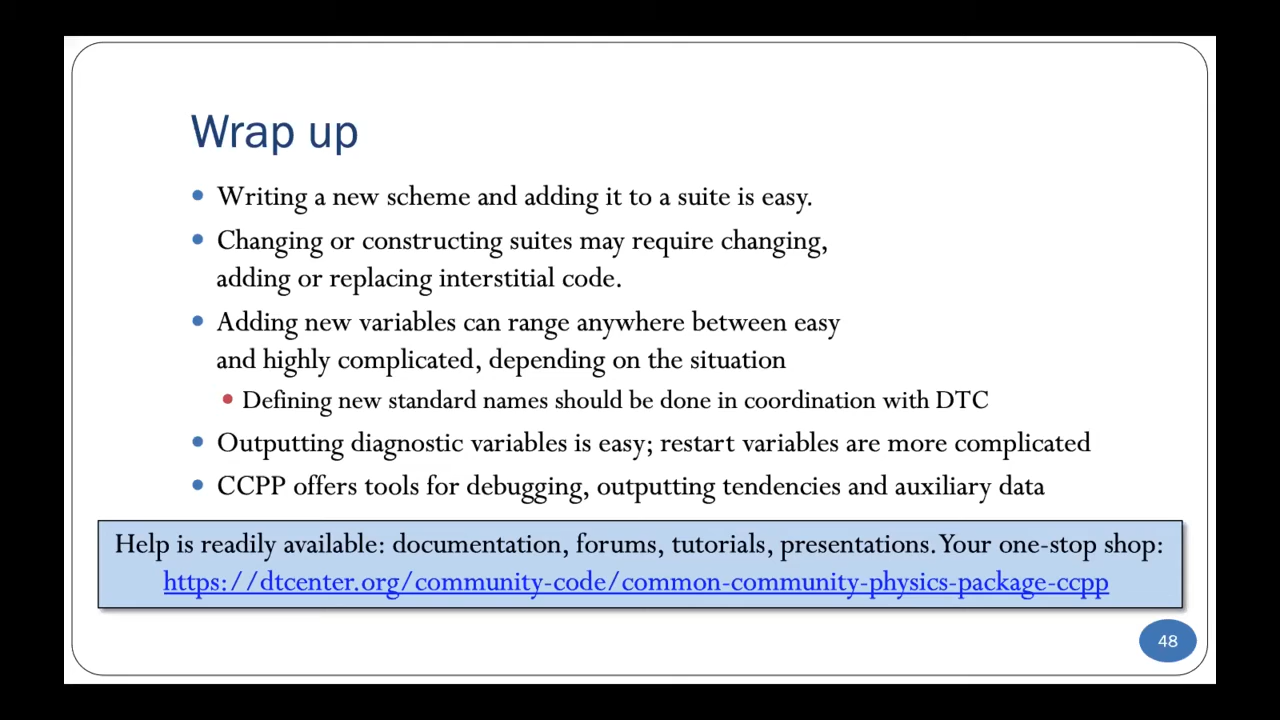 Wrap up
• Writing a new scheme and adding it to a suite is easy.
• Changing or constructing suites may require changing,
adding or replacing interstitial code.
• Adding new variables can range anywhere between easy
and highly complicated, depending on the situation
• Defining new standard names should be done in coordination with DTC
• Outputting diagnostic variables is easy; restart variables are more complicated
• CCPP offers tools for debugging, outputting tendencies and auxiliary data
Help is readily available: documentation, forums, tutorials, presentations. Your one-stop shop:
https://dtcenter.org/community-code/common-community-physics-package-ccpp
48